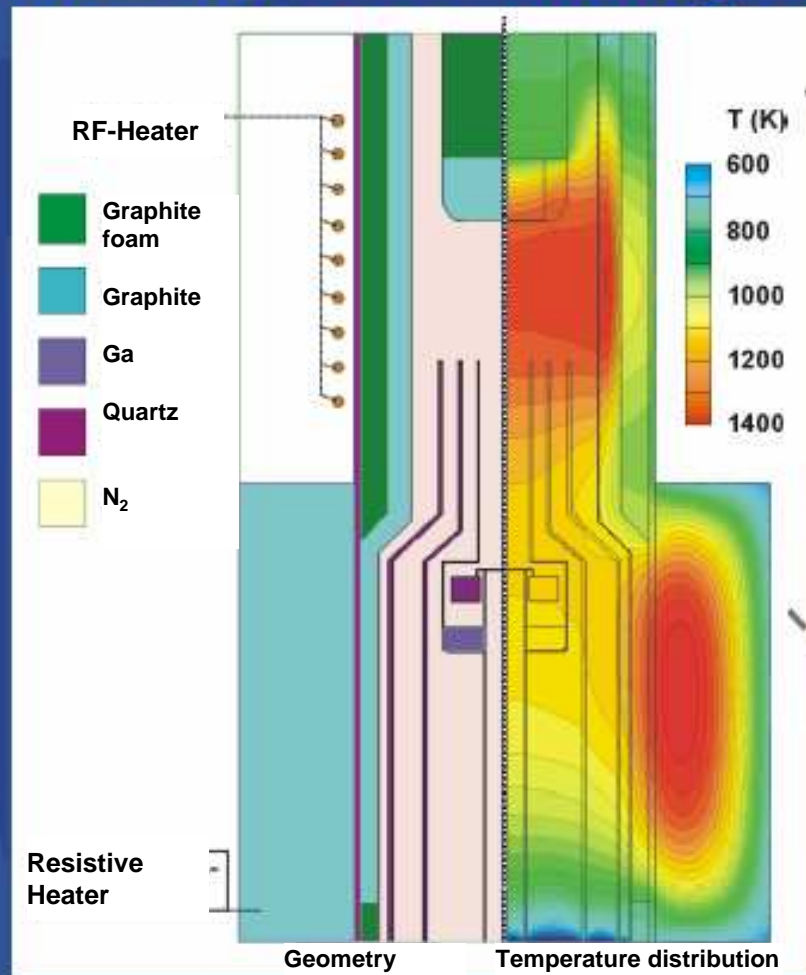 RF-Heater
Graphite
foam
Graphite
Ga
Quartz
N₂
Resistive
Heater
T (K)
600
800
1000
1200
1400
Geometry
Temperature distribution